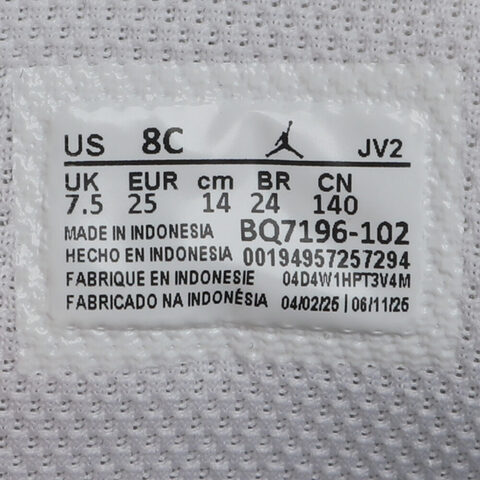 US 8C JV2
UK EUR cm BR CN
7.5 25 14 24 140
MADE IN INDONESIA BQ7196-102
HECHO EN INDONESIA 00194957257294
FABRIQUE EN INDONESIE 04D4W1HPT3V4M
FABRICADO NA INDONÉSIA 04/02/25 | 06/11/25